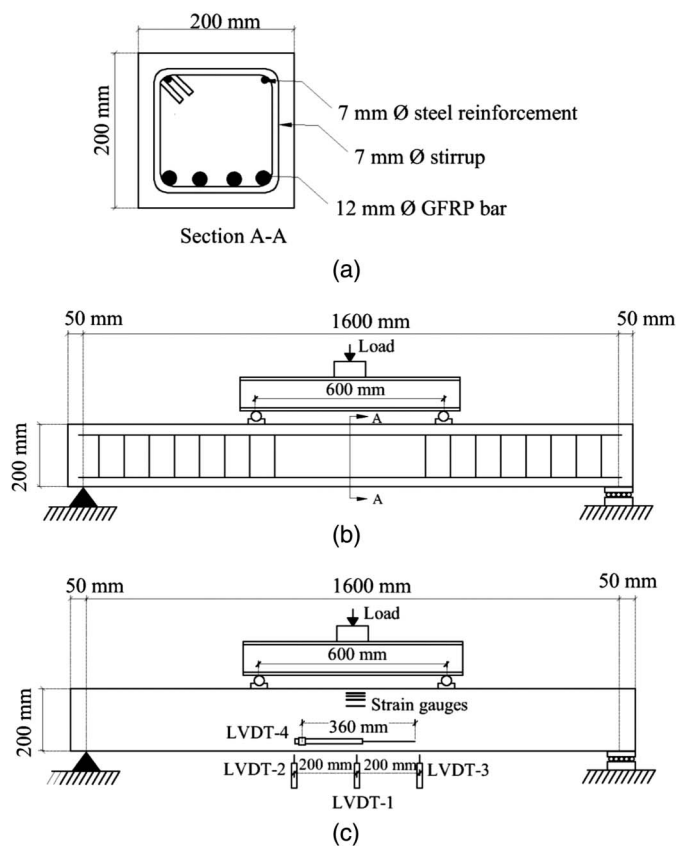 200 mm
200 mm
7 mm Ø steel reinforcement
7 mm Ø stirrup
12 mm Ø GFRP bar
Section A-A
(a)
50 mm 1600 mm 50 mm
Load
600 mm
A
200 mm
A
(b)
50 mm 1600 mm 50 mm
Load
600 mm
Strain gauges
200 mm
360 mm
LVDT-4
LVDT-2 200 mm 200 mm LVDT-3
LVDT-1
(c)